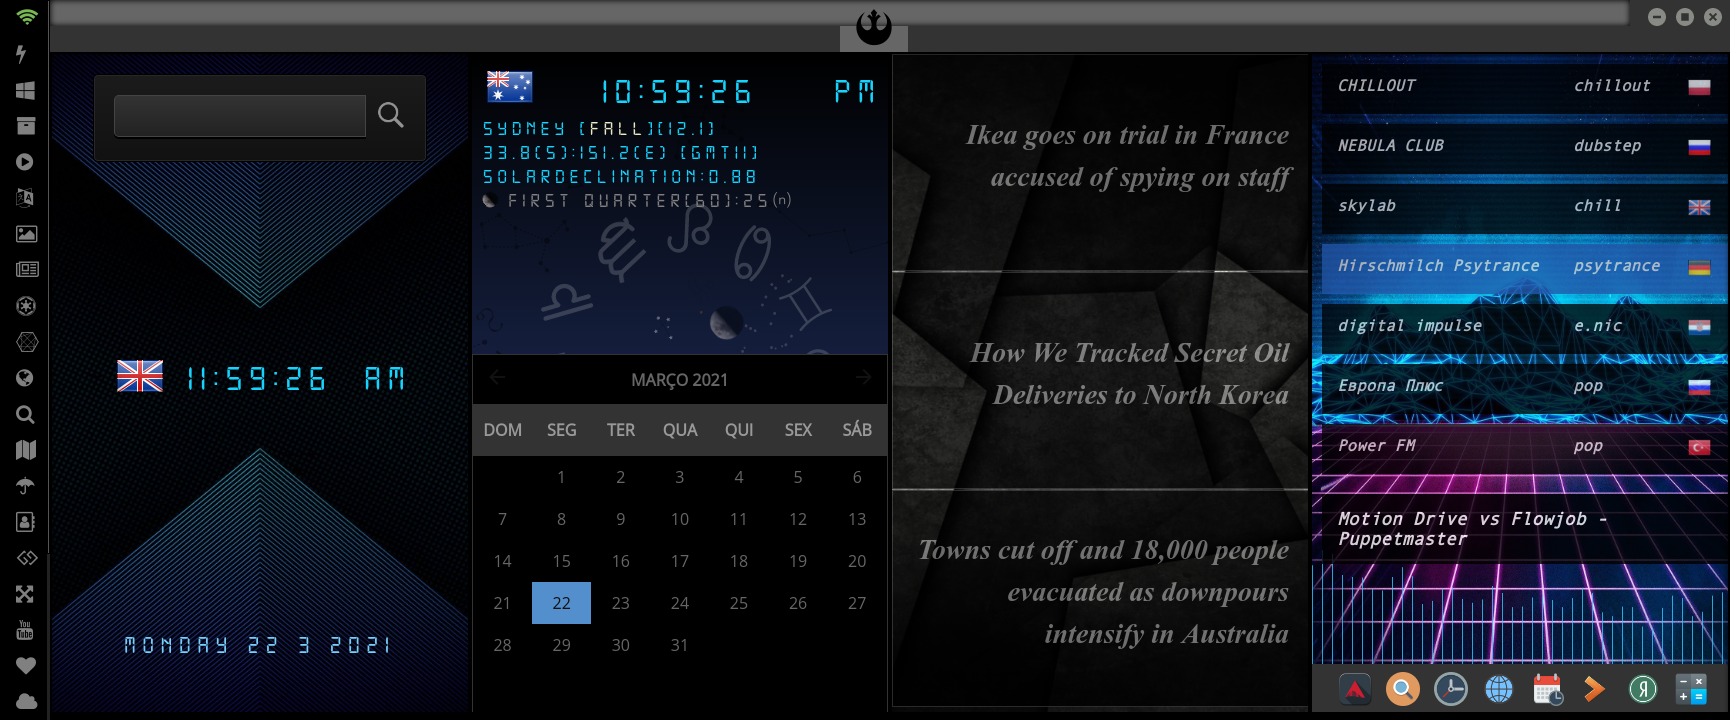 11:59:26 AM
MONDAY 22 3 2021
10:59:26 PM
SYDNEY [FALL][12.1]
33.8(S):151.2(E) [GMT11]
SOLARDECLINATION:0.88
FIRST QUARTER[60]:25(n)
MARÇO 2021
DOM SEG TER QUA QUI SEX SÁB
1 2 3 4 5 6
7 8 9 10 11 12 13
14 15 16 17 18 19 20
21 22 23 24 25 26 27
28 29 30 31
Ikea goes on trial in France
accused of spying on staff
How We Tracked Secret Oil
Deliveries to North Korea
Towns cut off and 18,000 people
evacuated as downpours
intensify in Australia
CHILLOUT chillout
NEBULA CLUB dubstep
skylab chill
Hirschmilch Psytrance psytrance
digital impulse e.nic
Европа Плюс pop
Power FM pop
Motion Drive vs Flowjob -
Puppetmaster
You
Tube
Я